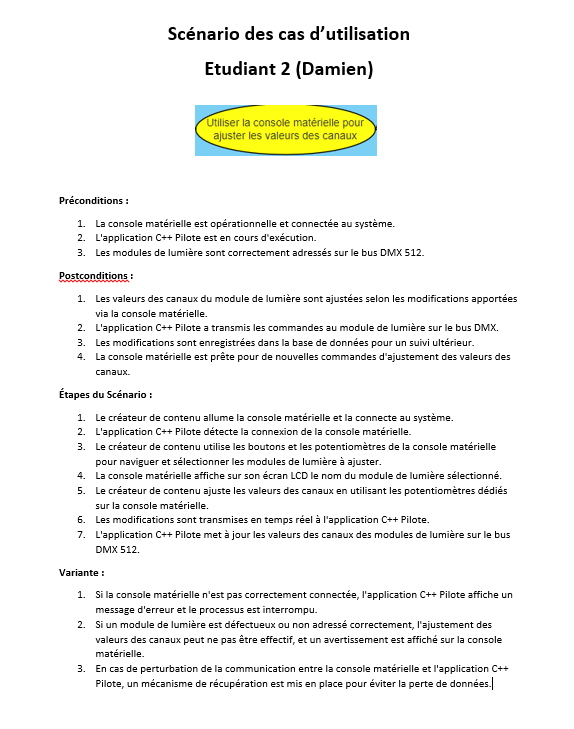 Scénario des cas d'utilisation
Etudiant 2 (Damien)
Utiliser la console matérielle pour
ajuster les valeurs des canaux
Préconditions :
1. La console matérielle est opérationnelle et connectée au système.
2. L'application C++ Pilote est en cours d'exécution.
3. Les modules de lumière sont correctement adressés sur le bus DMX 512.
Postconditions :
1. Les valeurs des canaux du module de lumière sont ajustées selon les modifications apportées
via la console matérielle.
2. L'application C++ Pilote a transmis les commandes au module de lumière sur le bus DMX.
3. Les modifications sont enregistrées dans la base de données pour un suivi ultérieur.
4. La console matérielle est prête pour de nouvelles commandes d'ajustement des valeurs des
canaux.
Étapes du Scénario :
1. Le créateur de contenu allume la console matérielle et la connecte au système.
2. L'application C++ Pilote détecte la connexion de la console matérielle.
3. Le créateur de contenu utilise les boutons et les potentiomètres de la console matérielle
pour naviguer et sélectionner les modules de lumière à ajuster.
4. La console matérielle affiche sur son écran LCD le nom du module de lumière sélectionné.
5. Le créateur de contenu ajuste les valeurs des canaux en utilisant les potentiomètres dédiés
sur la console matérielle.
6. Les modifications sont transmises en temps réel à l'application C++ Pilote.
7. L'application C++ Pilote met à jour les valeurs des canaux des modules de lumière sur le bus
DMX 512.
Variante :
1. Si la console matérielle n'est pas correctement connectée, l'application C++ Pilote affiche un
message d'erreur et le processus est interrompu.
2. Si un module de lumière est défectueux ou non adressé correctement, l'ajustement des
valeurs des canaux peut ne pas être effectif, et un avertissement est affiché sur la console
matérielle.
3. En cas de perturbation de la communication entre la console matérielle et l'application C++
Pilote, un mécanisme de récupération est mis en place pour éviter la perte de données.